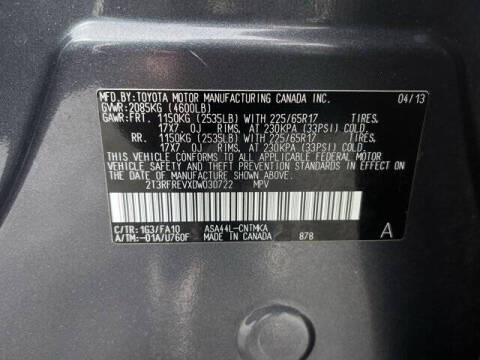 MFD.BY:TOYOTA MOTOR MANUFACTURING CANADA INC. 04/13
GVWR:2085KG (4600LB)
GAWR:FRT. 1150KG (2535LB) WITH 225/65R17 TIRES.
17X7.0J RIMS, AT 230KPA (33PSI) COLD.
RR. 1150KG (2535LB) WITH 225/65R17 TIRES.
17X7.0J RIMS, AT 230KPA (33PSI) COLD.
THIS VEHICLE CONFORMS TO ALL APPLICABLE FEDERAL MOTOR
VEHICLE SAFETY AND THEFT PREVENTION STANDARDS IN EFFECT
ON THE DATE OF MANUFACTURE SHOWN ABOVE.
2T3RFREVXDW030722 MPV
C/TR:1G3/FA10 ASA44L-CNTMKA
A/TM:-01A/U760F MADE IN CANADA 878 A